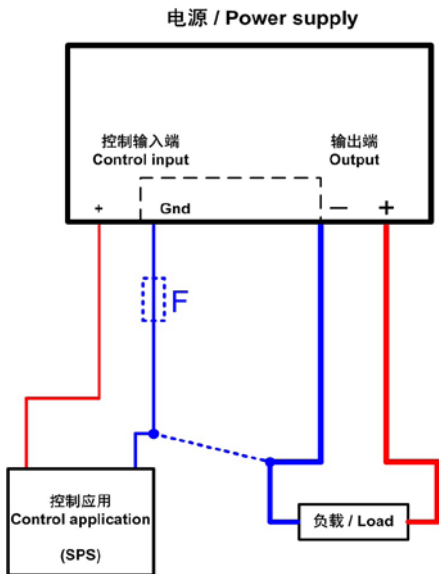 电源 / Power supply
控制输入端
Control input
输出端
Output
+
Gnd
—
+
F
控制应用
Control application
(SPS)
负载 / Load